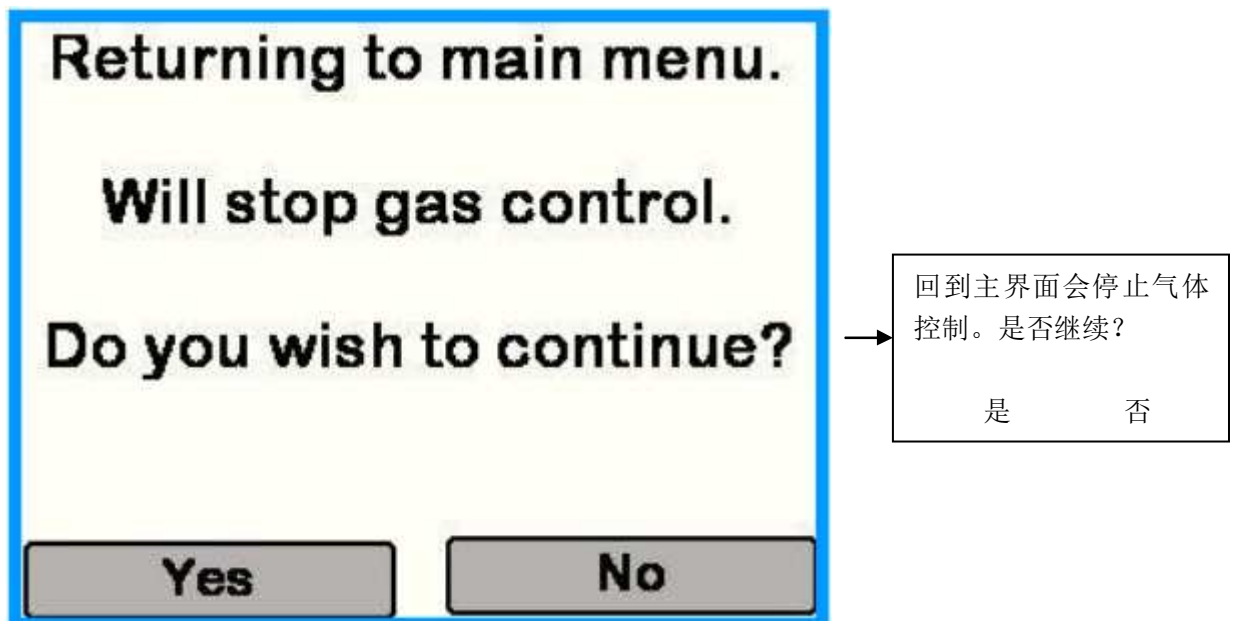 Returning to main menu.
Will stop gas control.
Do you wish to continue?
Yes No
回到主界面会停止气体
控制。是否继续？
是 否